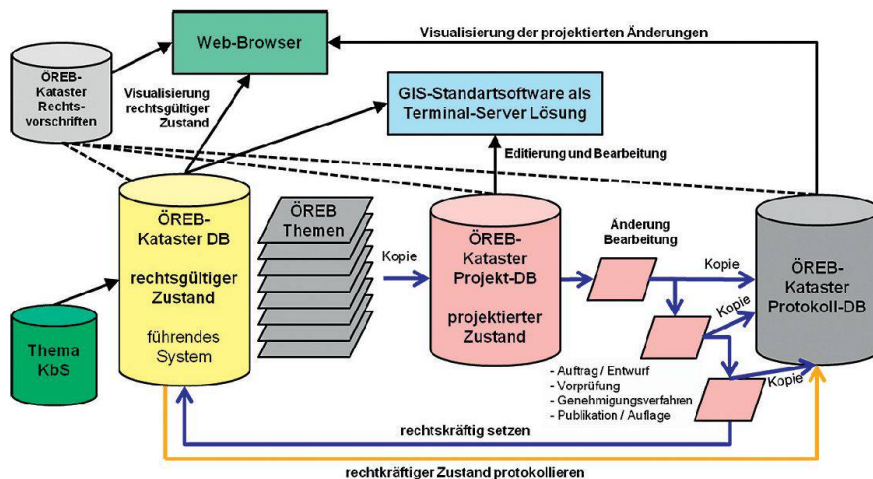 Visualisierung der projektierten Änderungen
Web-Browser
ÖREB-
Kataster
Rechts-
vorschriften
Visualisierung
rechtsgültiger
Zustand
GIS-Standartsoftware als
Terminal-Server Lösung
Editierung und Bearbeitung
ÖREB-
Kataster DB
rechtsgültiger
Zustand
führendes
System
ÖREB
Themen
Kopie
ÖREB-
Kataster
Projekt-DB
projektierter
Zustand
Änderung
Bearbeitung
Kopie
Kopie
Kopie
ÖREB-
Kataster
Protokoll-DB
Thema
KbS
- Auftrag / Entwurf
- Vorprüfung
- Genehmigungsverfahren
- Publikation / Auflage
rechtskräftig setzen
rechtkräftiger Zustand protokollieren